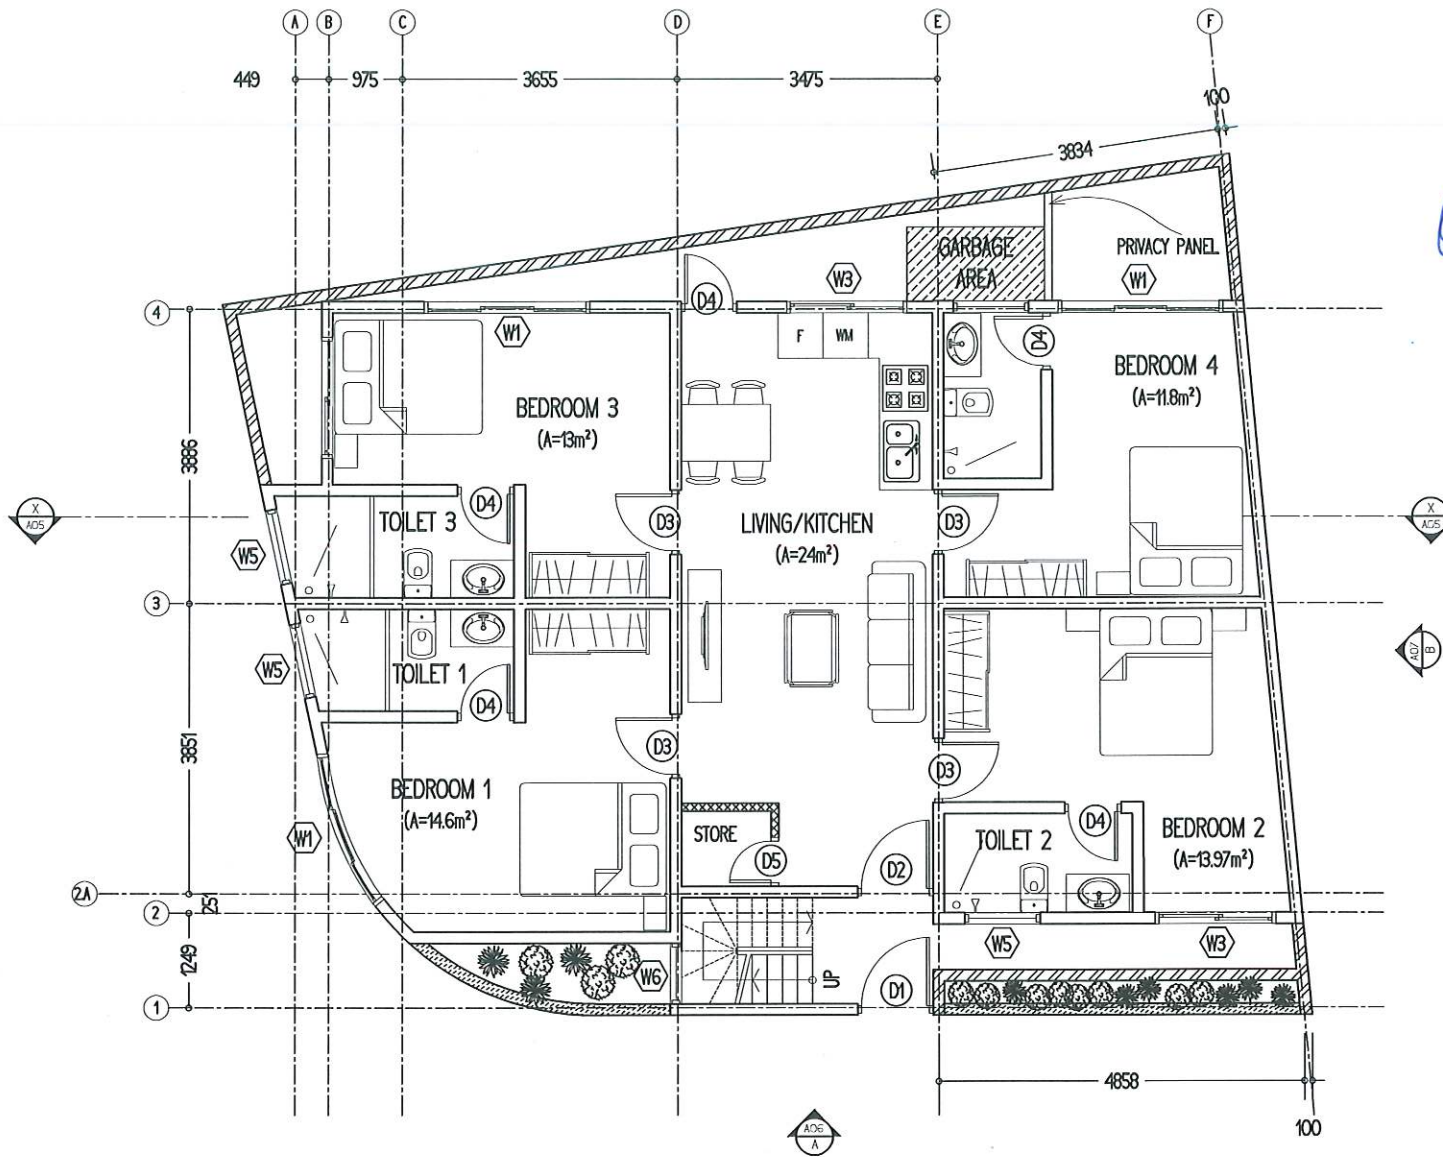 A B C D E F
449 975 3655 3475
100
3834
GARBAGE PRIVACY PANEL
AREA
W3 W1
4 D4
W1 F WM D4
BEDROOM 4
(A=11.8m²)
BEDROOM 3
(A=13m²)
3886
X
A05
TOILET 3 D4 D3 LIVING/KITCHEN D3
(A=24m²)
X
A05
W5
3
W5 TOILET 1
D4
A07
B
3851 D3
D3
BEDROOM 1
(A=14.6m²)
W1
STORE
D5
D2
TOILET 2 D4 BEDROOM 2
(A=13.97m²)
2A
251
2
1249
W6 UP W5 W3
D1
1
4858
100
A06
A